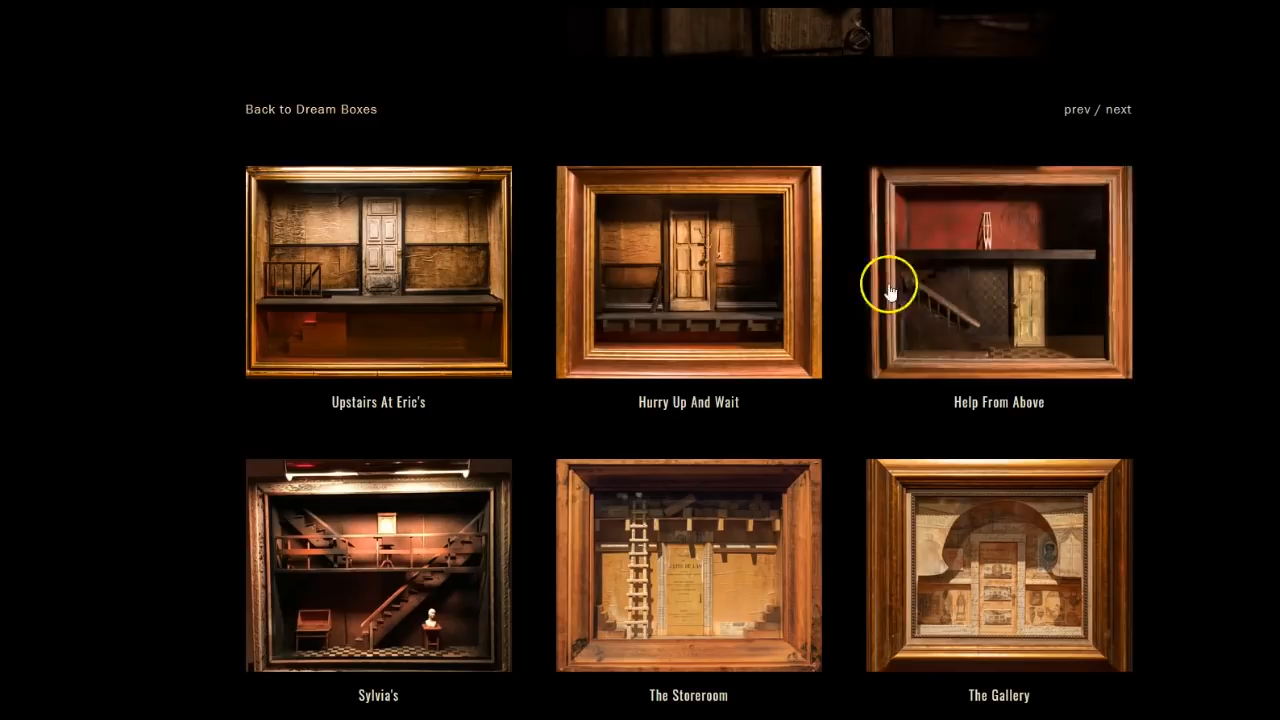 Back to Dream Boxes
prev / next
Upstairs At Eric's
Hurry Up And Wait
Help From Above
Sylvia's
The Storeroom
The Gallery